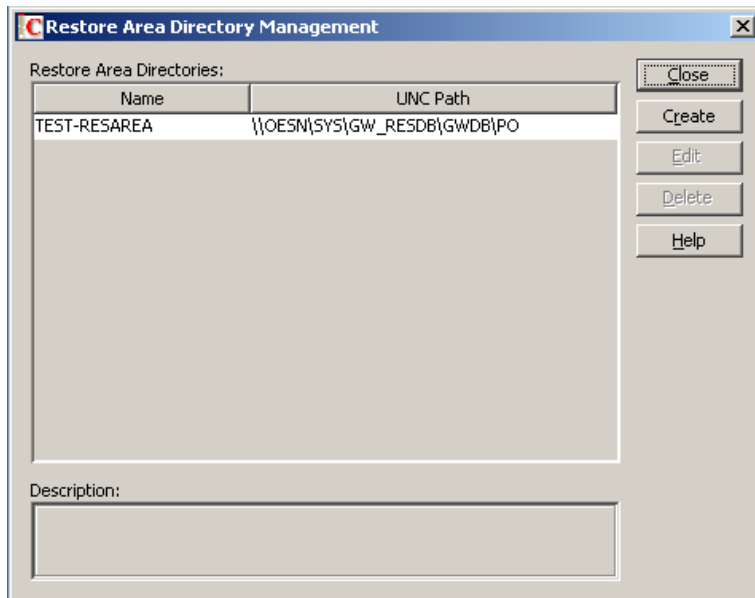 Restore Area Directory Management
Restore Area Directories:
Name UNC Path
TEST-RESAREA \\OESN\SYS\GW_RESDB\GWDB\PO
Close
Create
Edit
Delete
Help
Description: